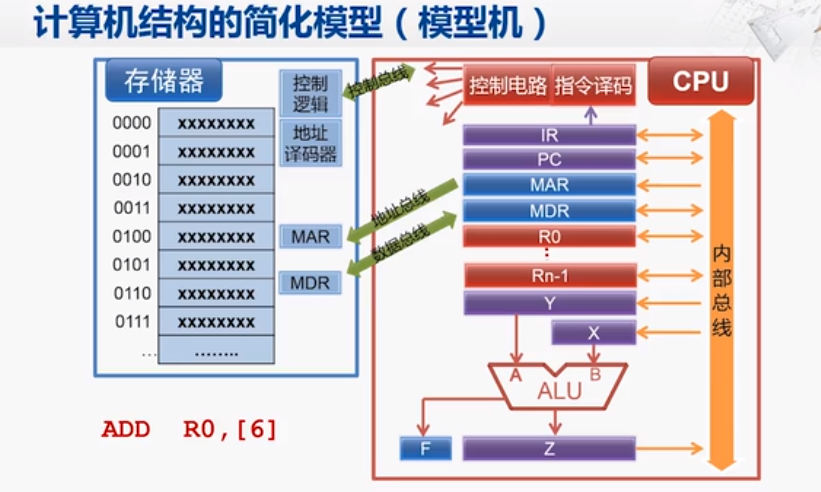 计算机结构的简化模型（模型机）
存储器
控制
逻辑
地址
译码器
0000 xxxxxxxx
0001 xxxxxxxx
0010 xxxxxxxx
0011 xxxxxxxx
0100 xxxxxxxx
0101 xxxxxxxx
0110 xxxxxxxx
0111 xxxxxxxx
... ........
MAR
MDR
控制总线
地址总线
数据总线
CPU
控制电路 指令译码
IR
PC
MAR
MDR
R0
⋮
Rn-1
Y
X
A B
ALU
F
Z
内部总线
ADD R0,[6]